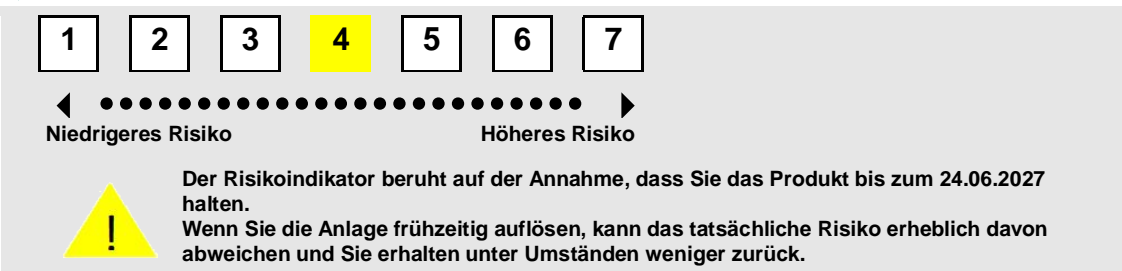 1 2 3 4 5 6 7
Niedrigeres Risiko Höheres Risiko
Der Risikoindikator beruht auf der Annahme, dass Sie das Produkt bis zum 24.06.2027
halten.
Wenn Sie die Anlage frühzeitig auflösen, kann das tatsächliche Risiko erheblich davon
! abweichen und Sie erhalten unter Umständen weniger zurück.